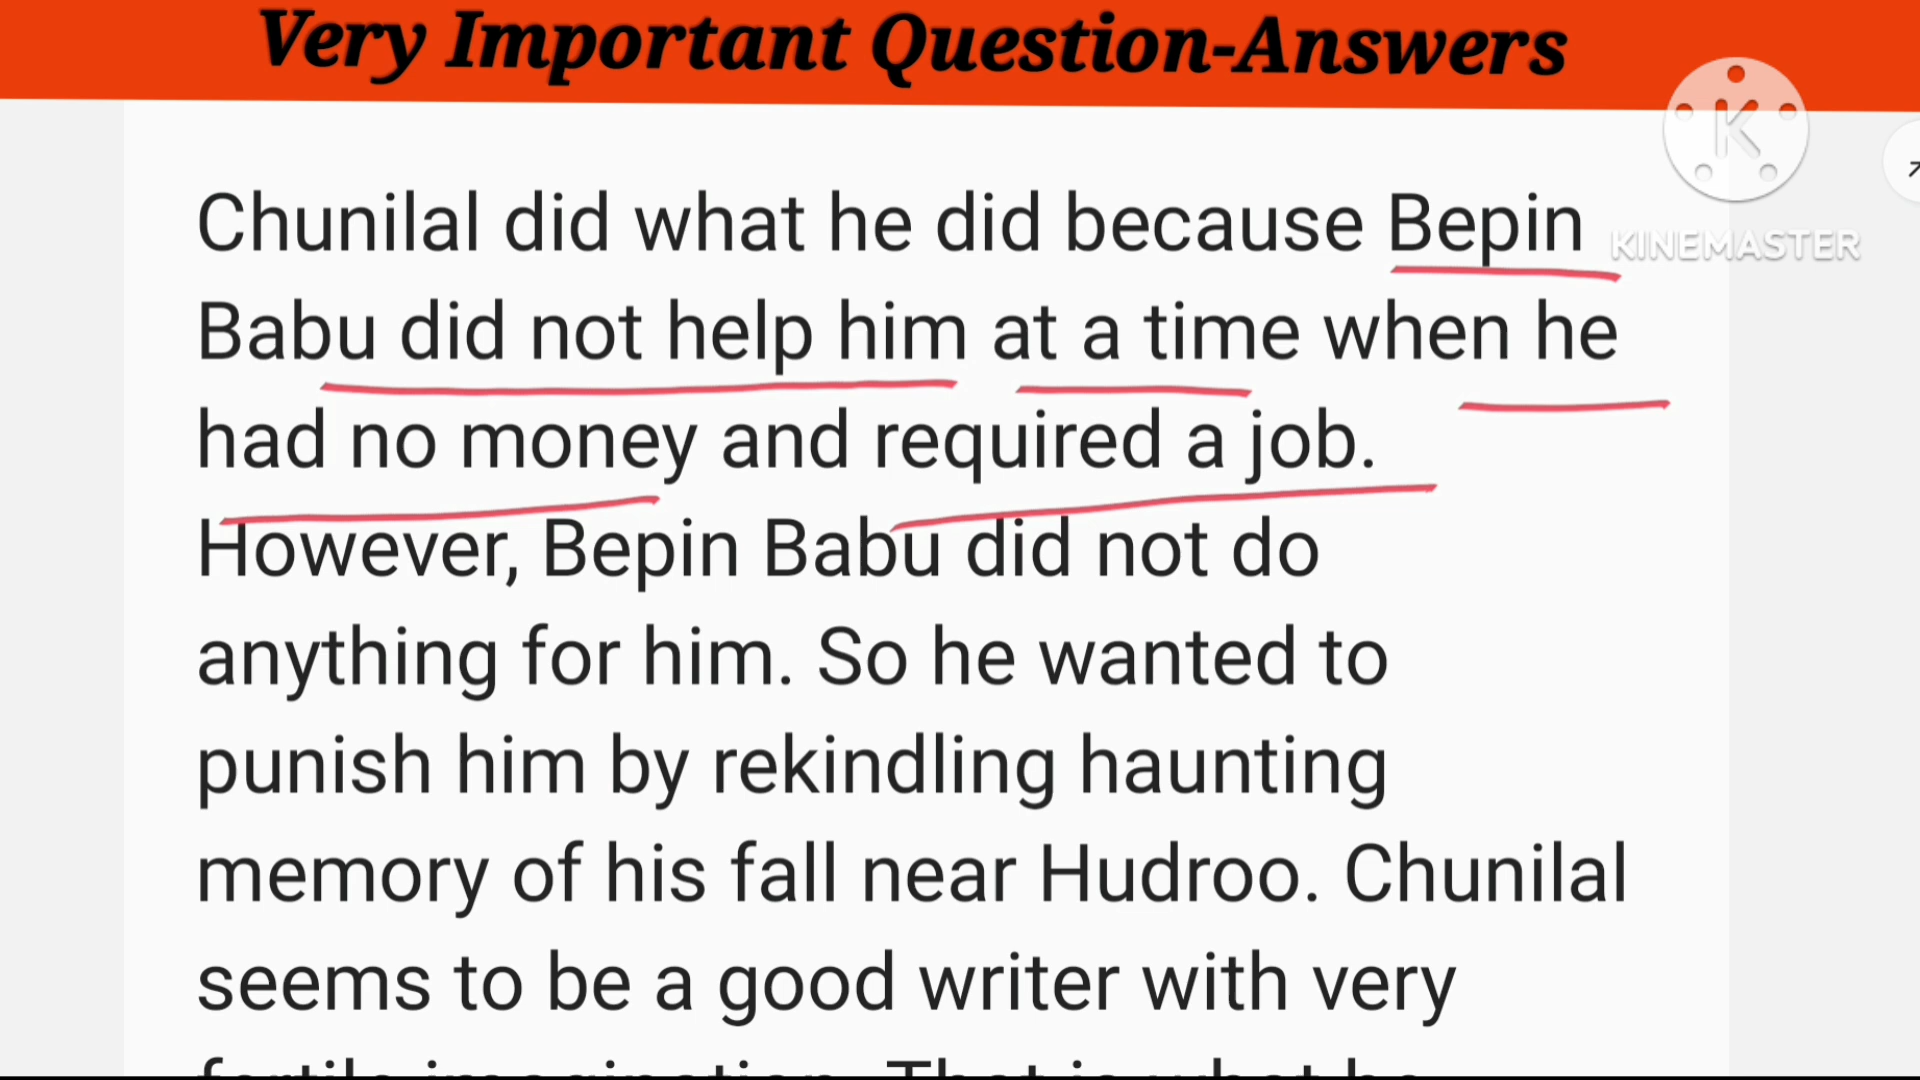 Very Important Question-Answers
K
KINEMASTER
Chunilal did what he did because Bepin
Babu did not help him at a time when he
had no money and required a job.
However, Bepin Babu did not do
anything for him. So he wanted to
punish him by rekindling haunting
memory of his fall near Hudroo. Chunilal
seems to be a good writer with very